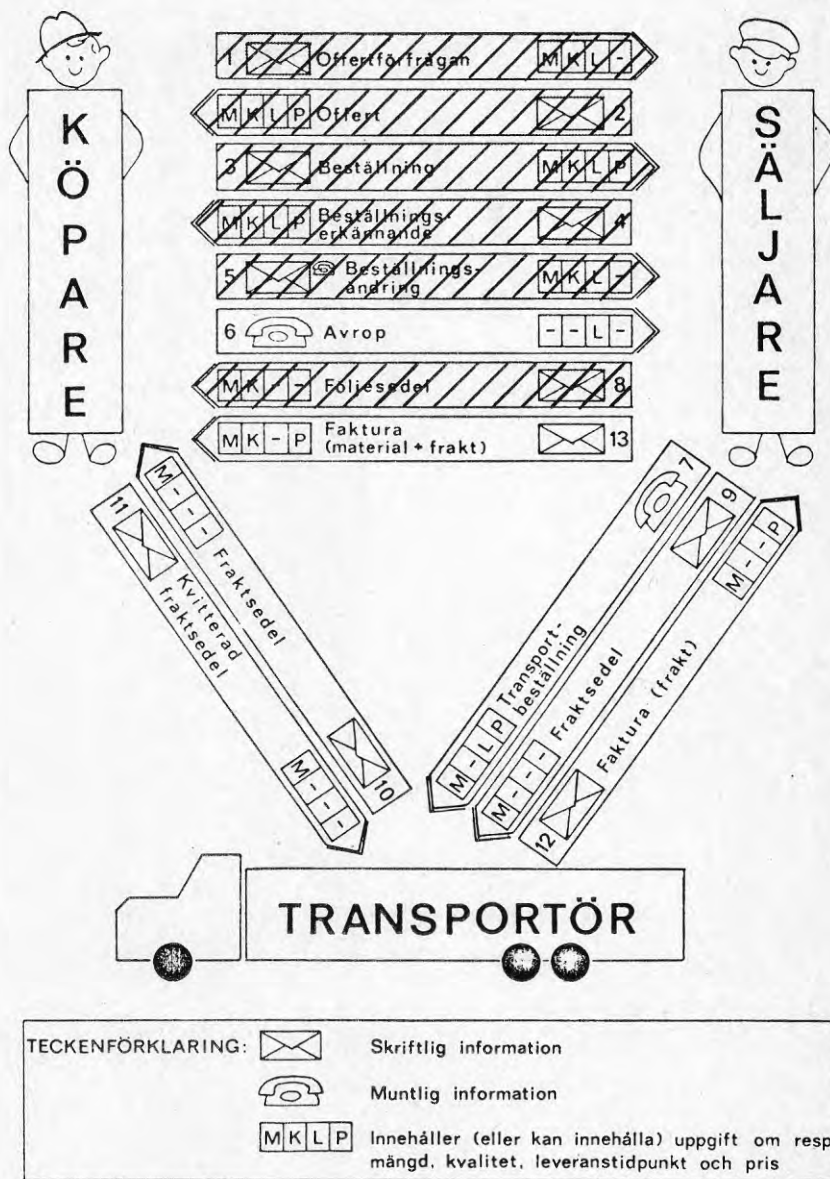 KÖPARE
SÄLJARE
1 Offertförfrågan M K L -
M K L P Offert 2
3 Beställning M K L P
M K L P Beställnings-
erkännande 4
5 Beställnings-
ändring M K L -
6 Avrop - - L -
M K - - Följesedel 8
M K - P Faktura
(material + frakt) 13
M - - - Fraktsedel 10
11 Kvitterad
fraktsedel M - - -
7 Transport-
beställning M - L P
9 Fraktsedel M - - -
12 Faktura (frakt) M - - P
TRANSPORTÖR
TECKENFÖRKLARING: Skriftlig information
Muntlig information
M K L P Innehåller (eller kan innehålla) uppgift om resp
mängd, kvalitet, leveranstidpunkt och pris